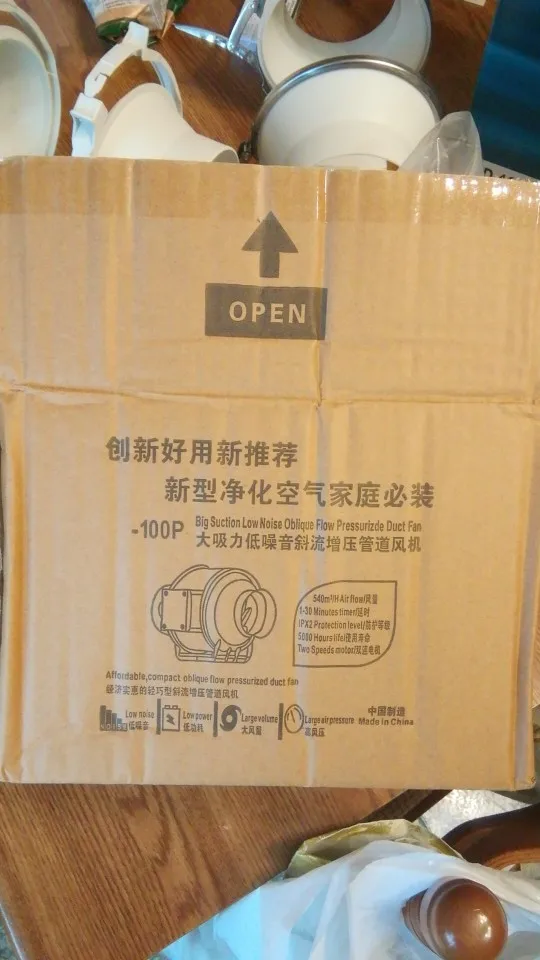 OPEN
创新好用新推荐
新型净化空气家庭必装
-100P
Big Suction Low Noise Oblique Flow Pressurizde Duct Fan
大吸力低噪音斜流增压管道风机
540m³/H Air flow/风量
1-30 Minutes timer/延时
IPX2 Protection level/防护等级
5000 Hours life/使用寿命
Two Speeds motor/双速电机
Affordable,compact oblique flow pressurized duct fan
经济实惠的轻巧型斜流增压管道风机
Low noise
低噪音
Low power
低功耗
Large volume
大风量
Large air pressure
高风压
中国制造
Made in China